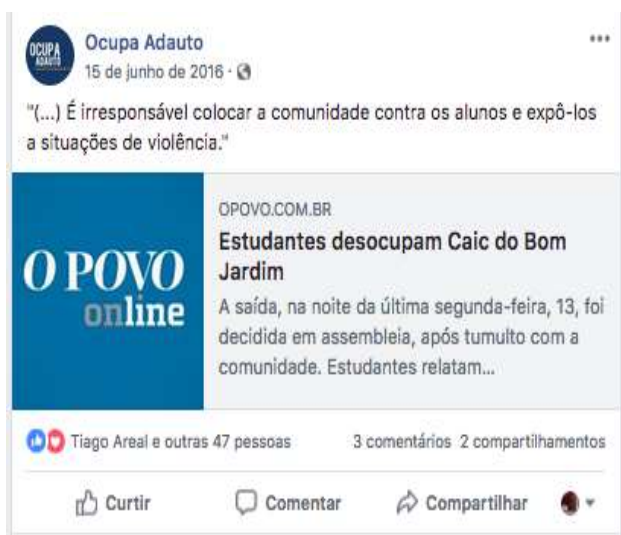 OCUPA
ADAUTO
Ocupa Adauto
15 de junho de 2016 ·
"(...) É irresponsável colocar a comunidade contra os alunos e expô-los
a situações de violência."
O POVO
online
OPOVO.COM.BR
Estudantes desocupam Caic do Bom
Jardim
A saída, na noite da última segunda-feira, 13, foi
decidida em assembleia, após tumulto com a
comunidade. Estudantes relatam...
Tiago Areal e outras 47 pessoas
3 comentários 2 compartilhamentos
Curtir
Comentar
Compartilhar